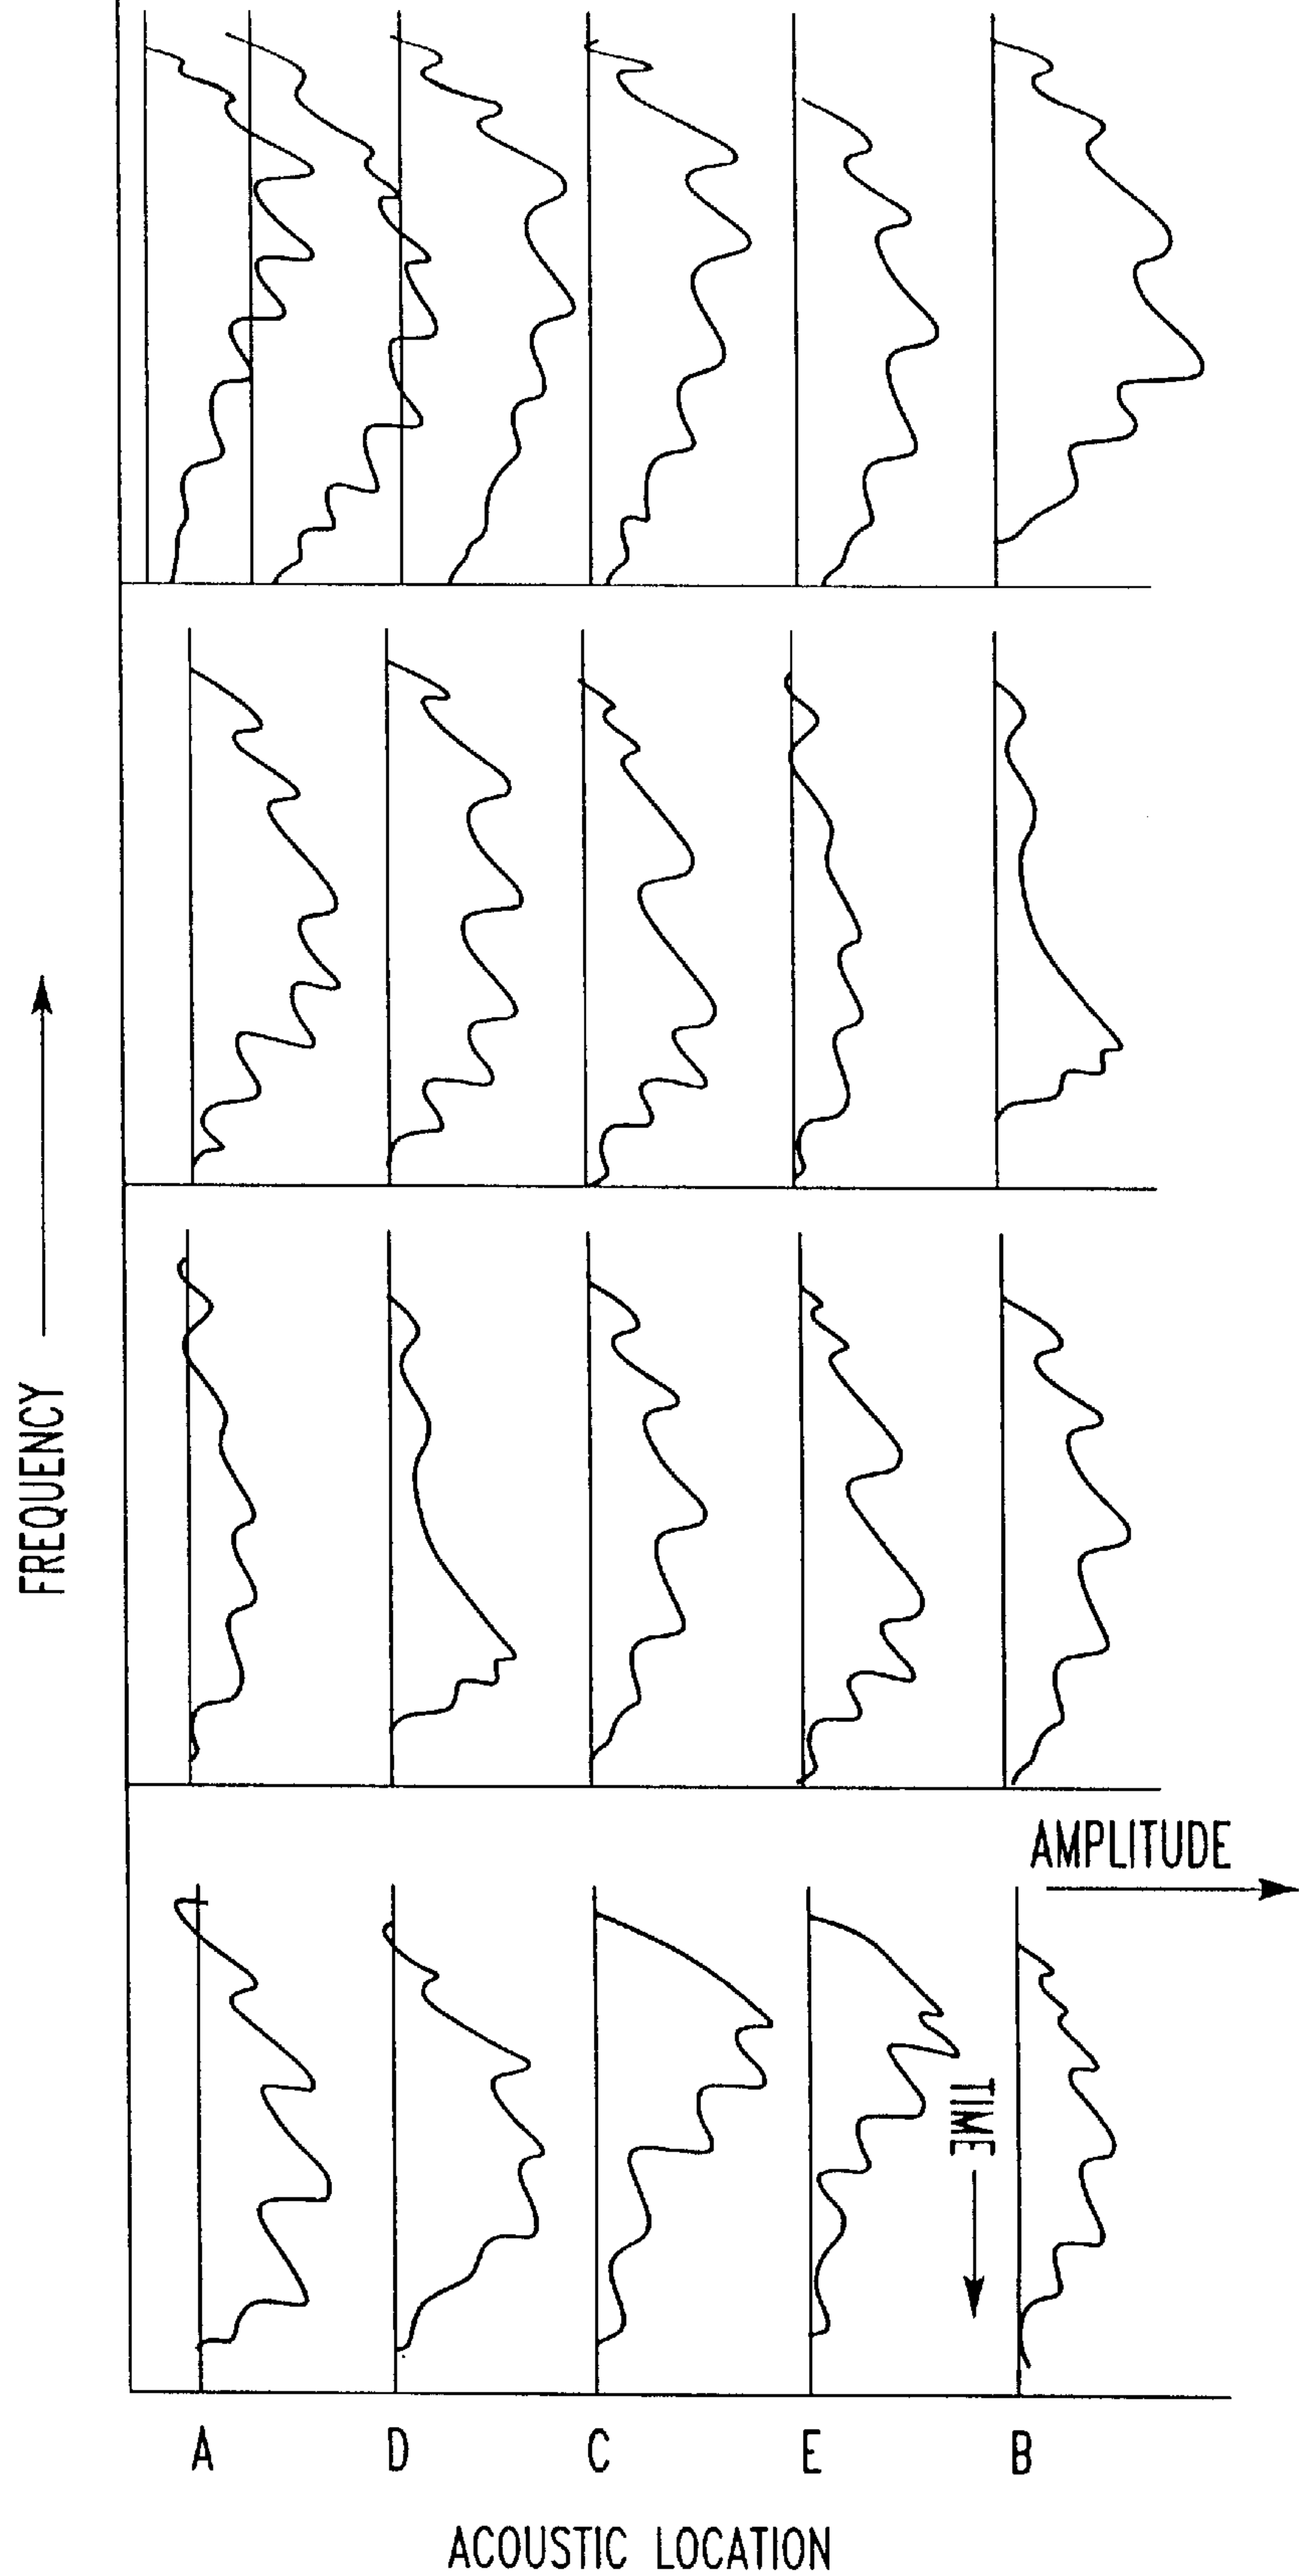 FREQUENCY
AMPLITUDE
TIME
A D C E B
ACOUSTIC LOCATION